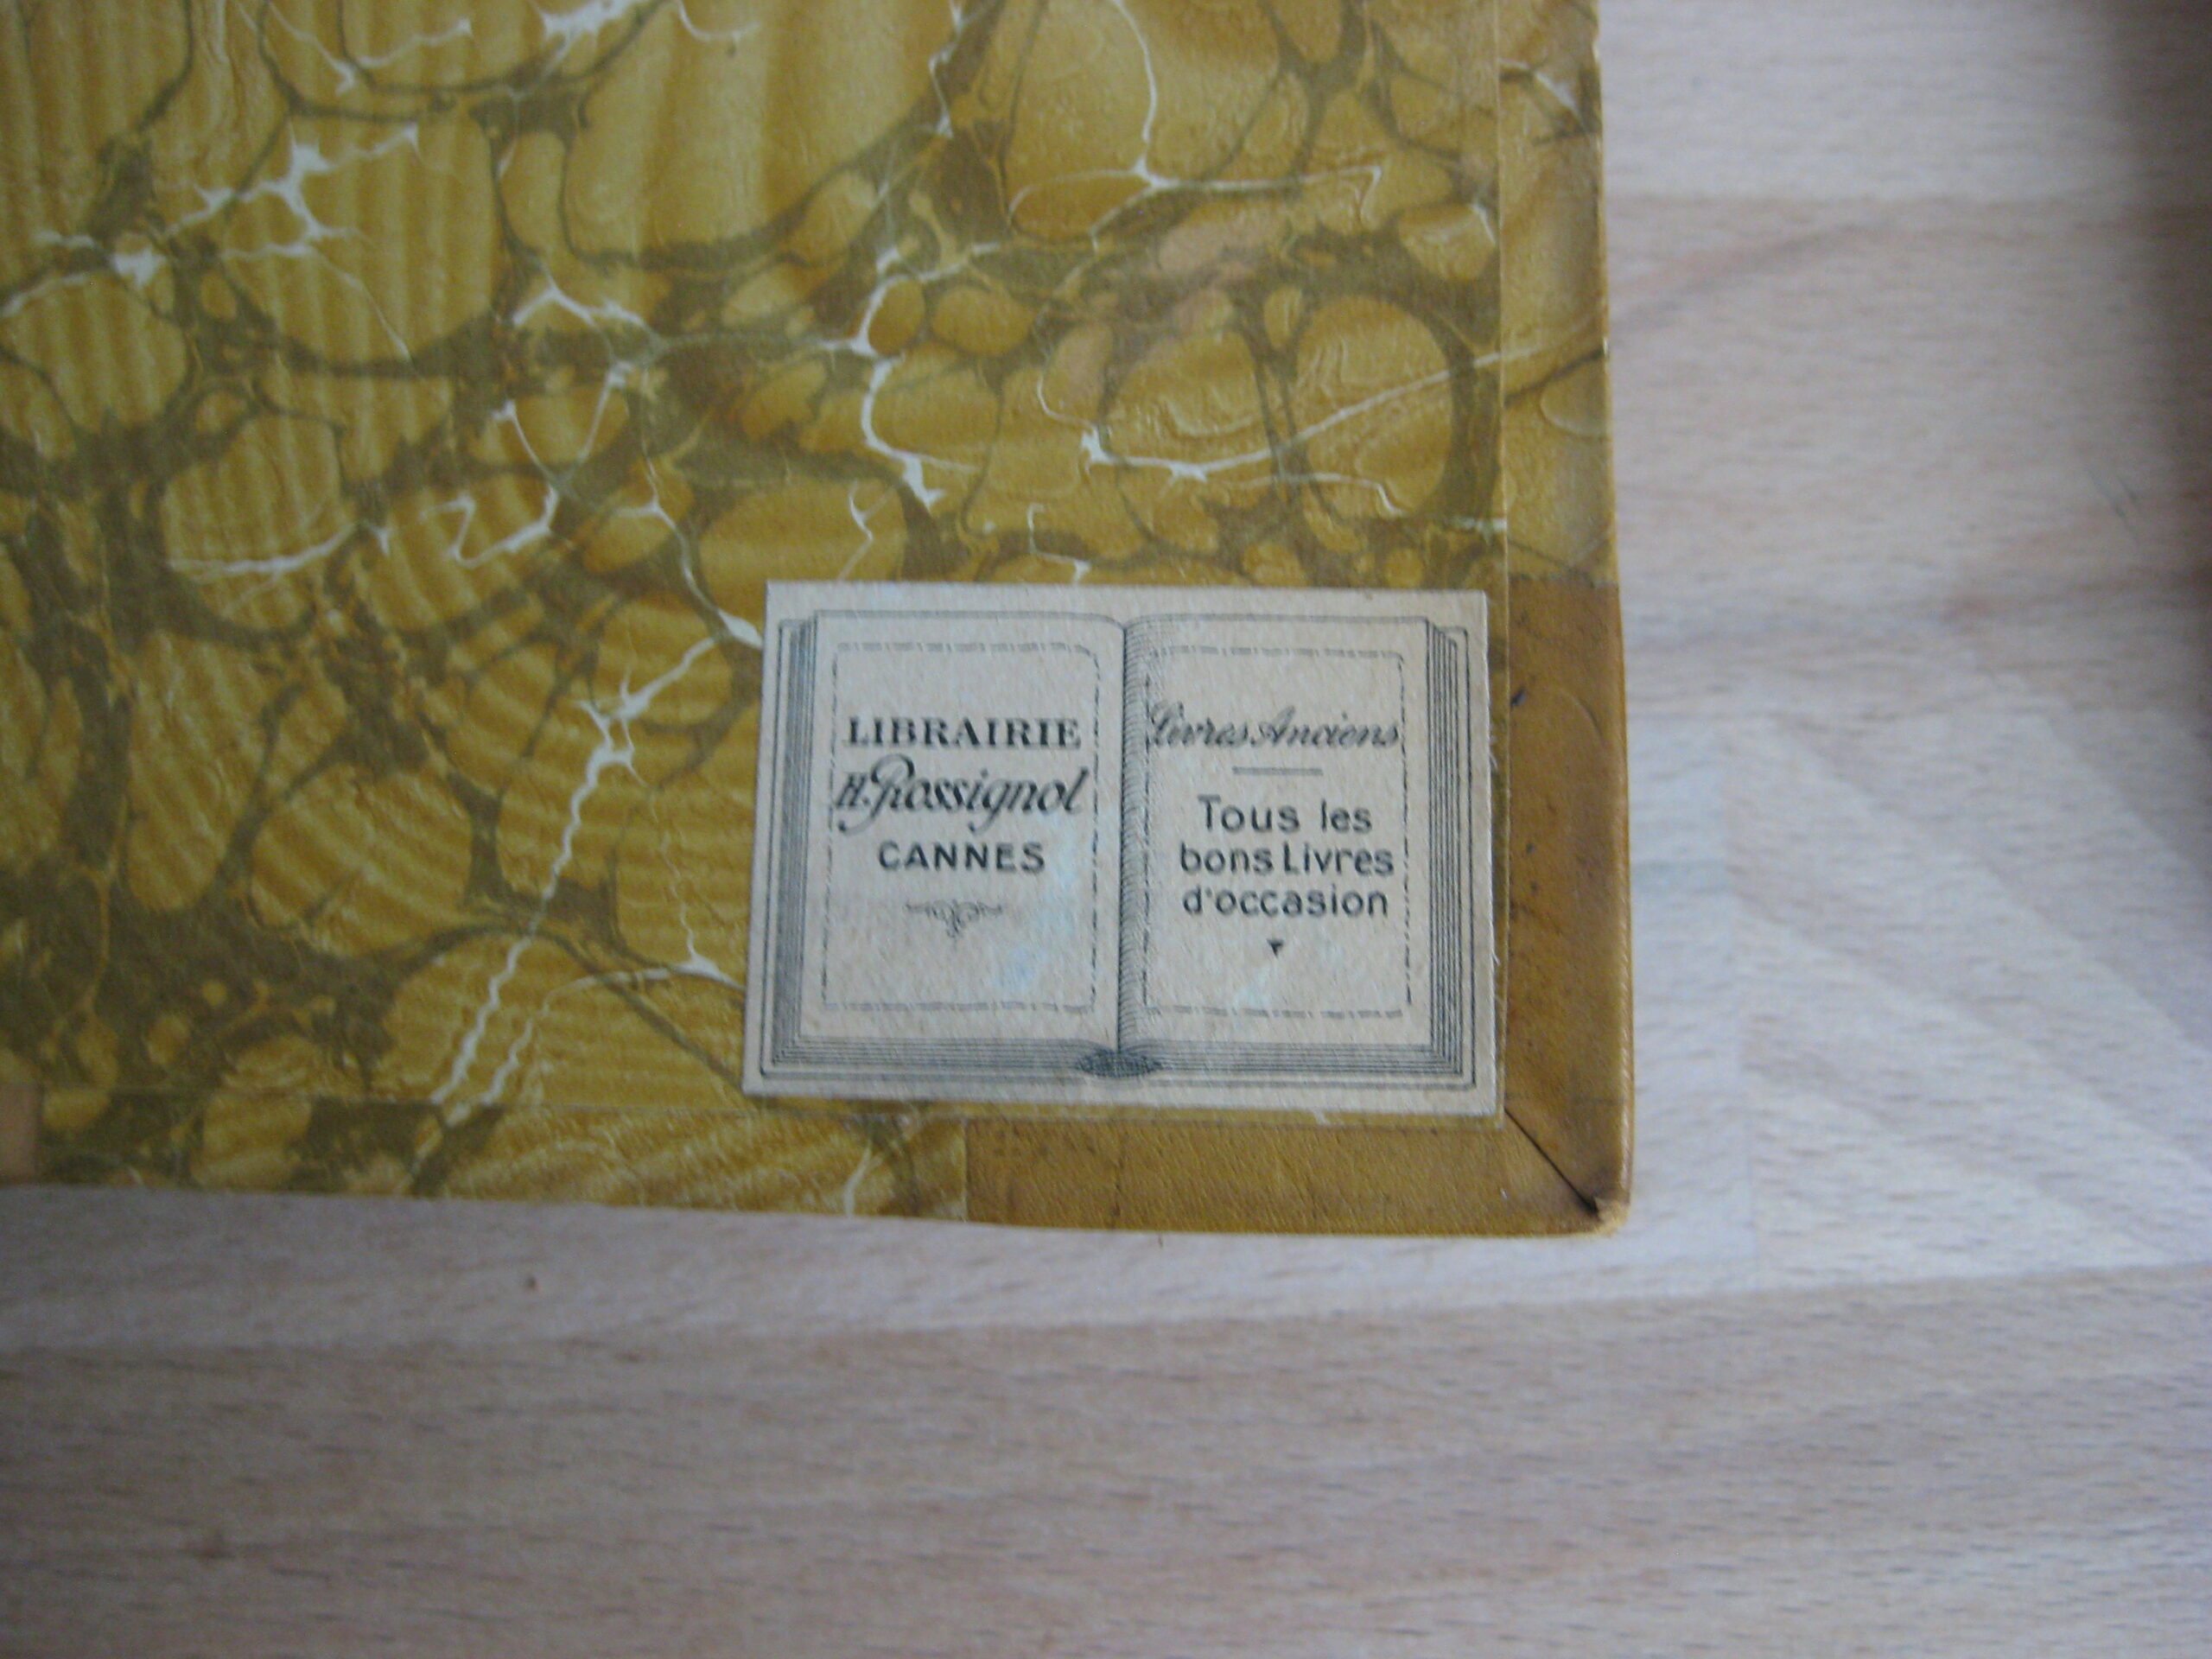 LIBRAIRIE
H. Rossignol
CANNES
Livres Anciens
Tous les
bons Livres
d'occasion